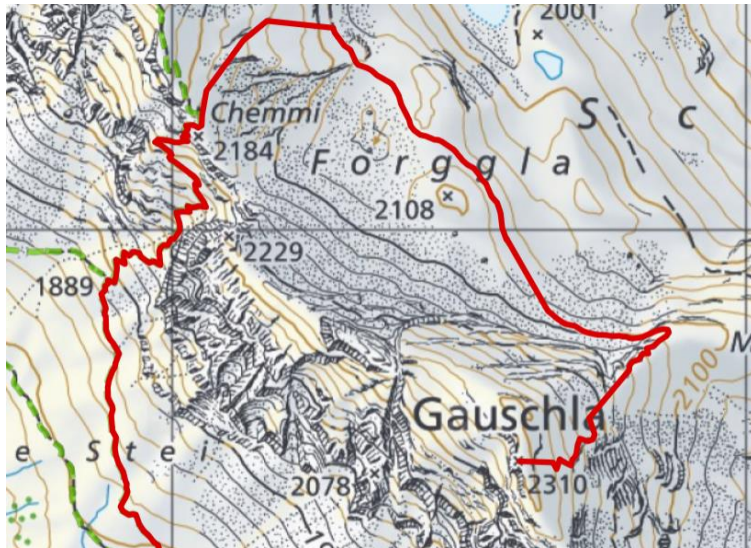 2001
Chemmi
S c
2184
F o r g g l a
2108
2229
1889
M
2100
Gauschla
e S t e i
2078
2310